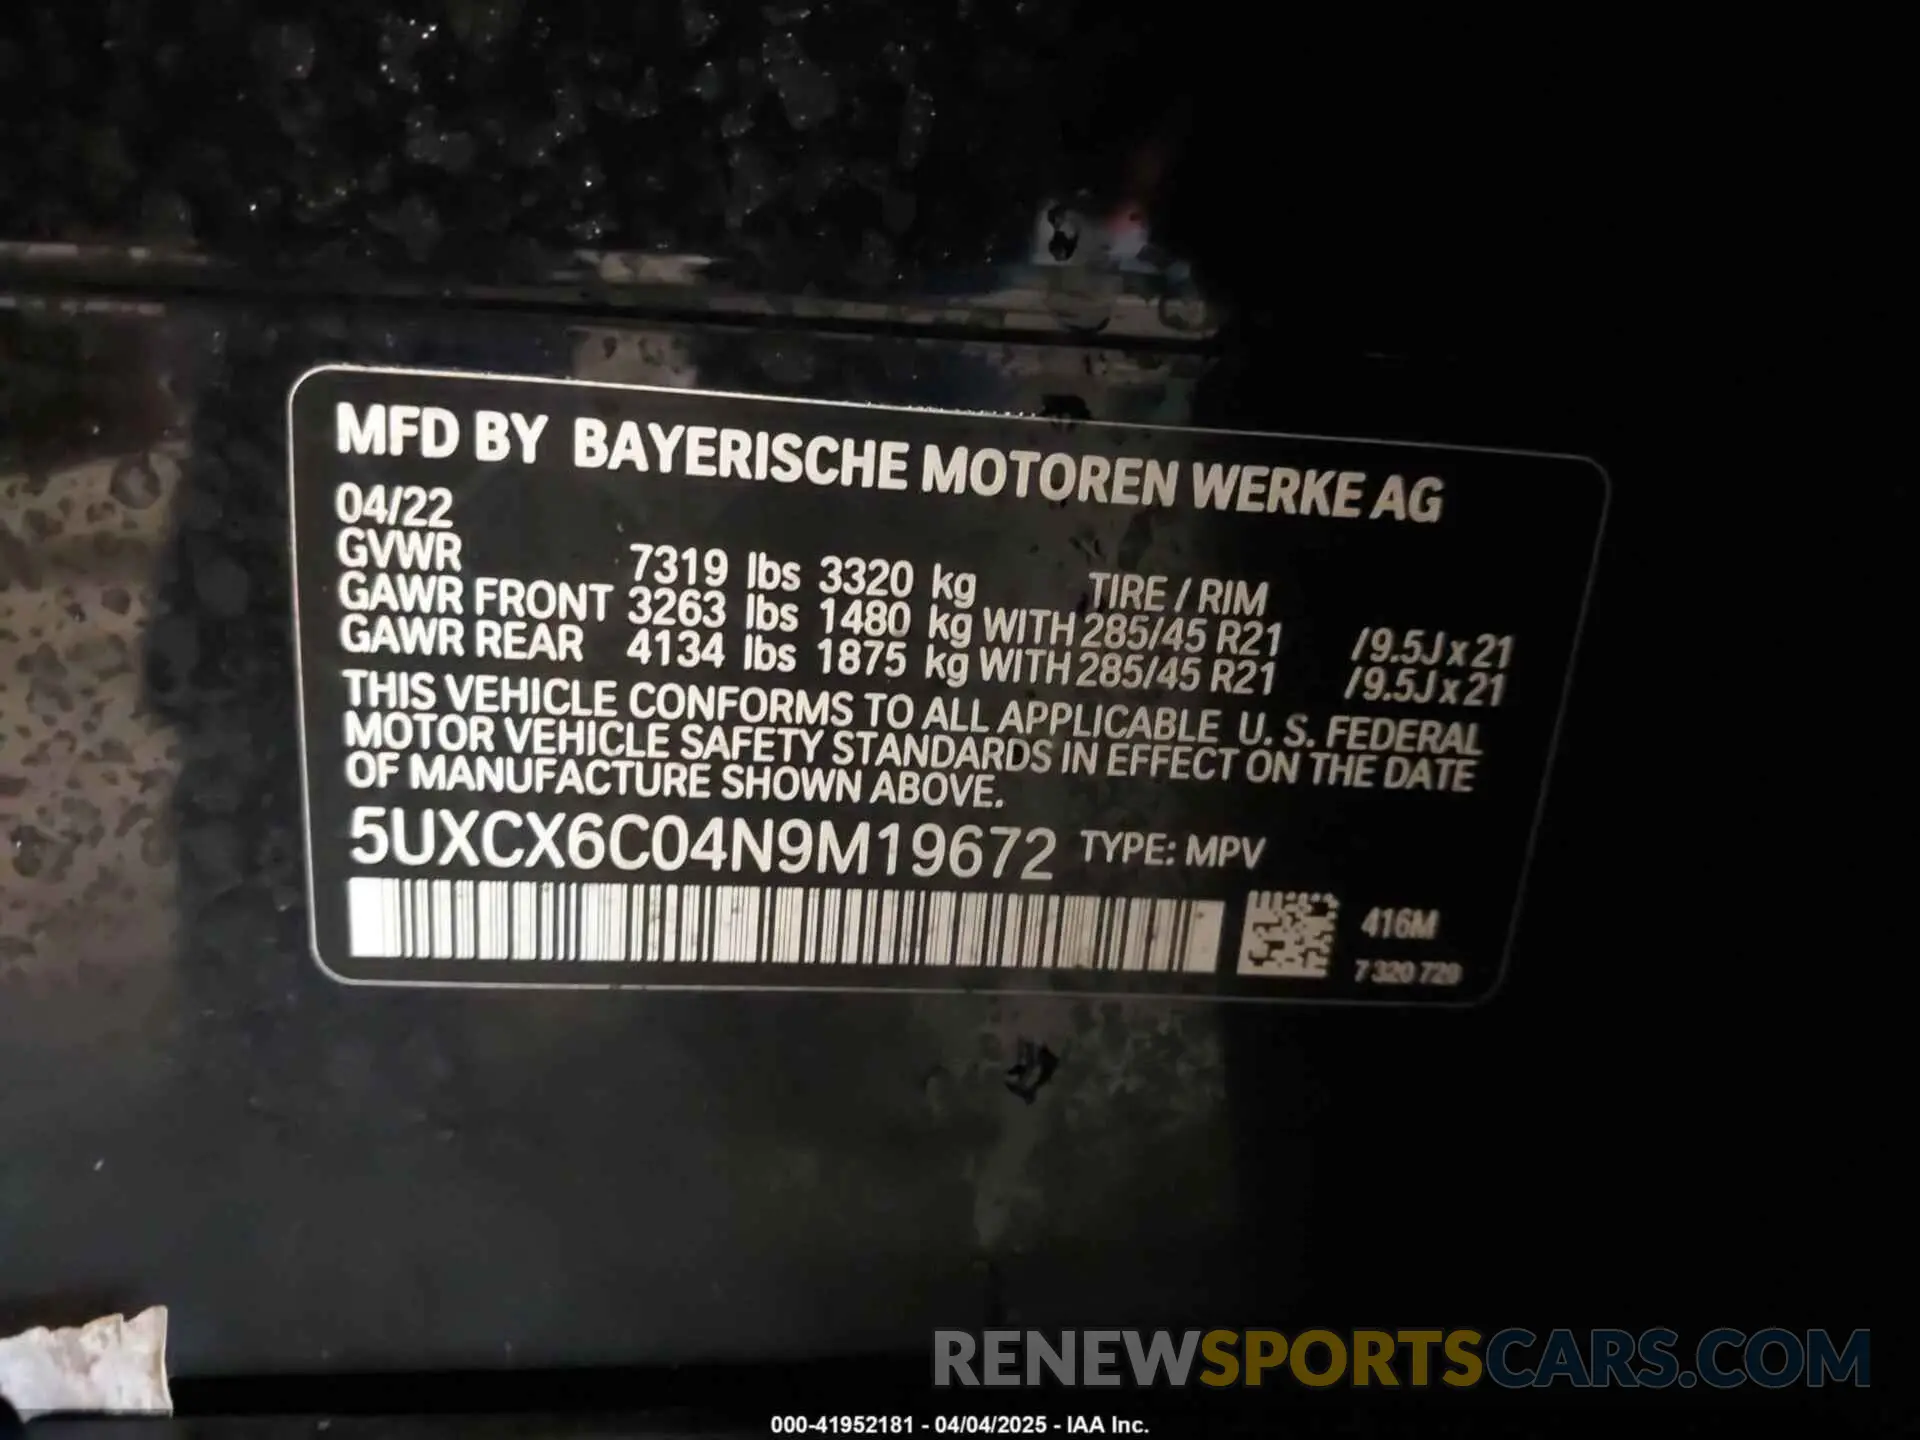 MFD BY BAYERISCHE MOTOREN WERKE AG
04/22
GVWR 7319 lbs 3320 kg TIRE / RIM
GAWR FRONT 3263 lbs 1480 kg WITH 285/45 R21 /9.5J x 21
GAWR REAR 4134 lbs 1875 kg WITH 285/45 R21 /9.5J x 21
THIS VEHICLE CONFORMS TO ALL APPLICABLE U. S. FEDERAL
MOTOR VEHICLE SAFETY STANDARDS IN EFFECT ON THE DATE
OF MANUFACTURE SHOWN ABOVE.
5UXCX6C04N9M19672 TYPE: MPV
416M
7 320 720
RENEWSPORTSCARS.COM
000-41952181 - 04/04/2025 - IAA Inc.